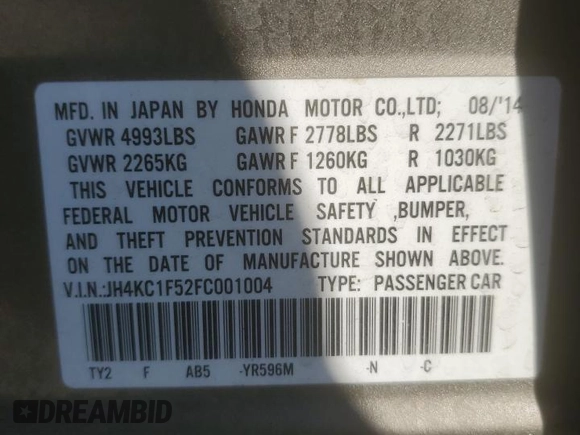 MFD. IN JAPAN BY HONDA MOTOR CO.,LTD; 08/'14
GVWR 4993LBS GAWR F 2778LBS R 2271LBS
GVWR 2265KG GAWR F 1260KG R 1030KG
THIS VEHICLE CONFORMS TO ALL APPLICABLE
FEDERAL MOTOR VEHICLE SAFETY ,BUMPER,
AND THEFT PREVENTION STANDARDS IN EFFECT
ON THE DATE OF MANUFACTURE SHOWN ABOVE.
V.I.N.:JH4KC1F52FC001004 TYPE: PASSENGER CAR
TY2 F AB5 -YR596M -N -C
DREAMBID